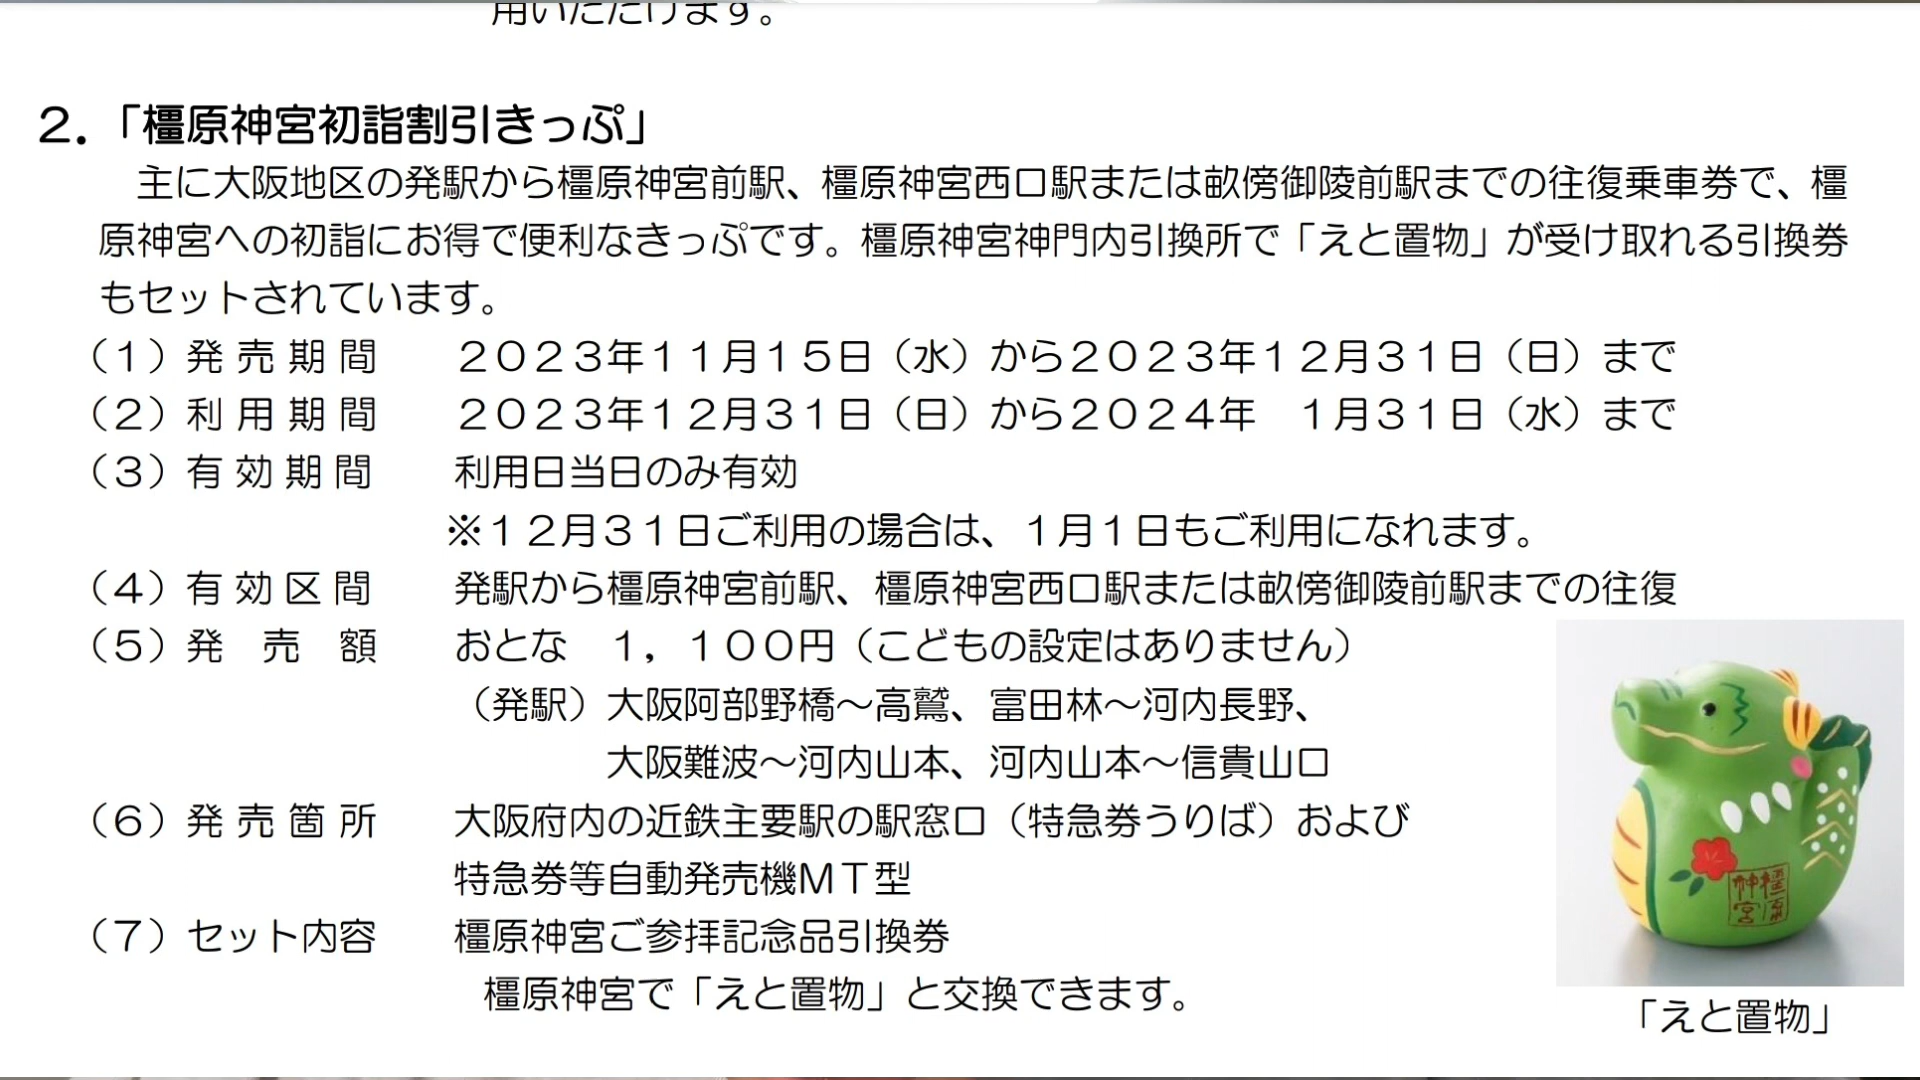 用いただけます。
２．「橿原神宮初詣割引きっぷ」
主に大阪地区の発駅から橿原神宮前駅、橿原神宮西口駅または畝傍御陵前駅までの往復乗車券で、橿
原神宮への初詣にお得で便利なきっぷです。橿原神宮神門内引換所で「えと置物」が受け取れる引換券
もセットされています。
（１）発 売 期 間　２０２３年１１月１５日（水）から２０２３年１２月３１日（日）まで
（２）利 用 期 間　２０２３年１２月３１日（日）から２０２４年　１月３１日（水）まで
（３）有 効 期 間　利用日当日のみ有効
※１２月３１日ご利用の場合は、１月１日もご利用になれます。
（４）有 効 区 間　発駅から橿原神宮前駅、橿原神宮西口駅または畝傍御陵前駅までの往復
（５）発　売　額　おとな　１，１００円（こどもの設定はありません）
（発駅）大阪阿部野橋～高鷲、富田林～河内長野、
大阪難波～河内山本、河内山本～信貴山口
（６）発 売 箇 所　大阪府内の近鉄主要駅の駅窓口（特急券うりば）および
特急券等自動発売機ＭＴ型
（７）セット内容　橿原神宮ご参拝記念品引換券
橿原神宮で「えと置物」と交換できます。
橿原
神宮
「えと置物」